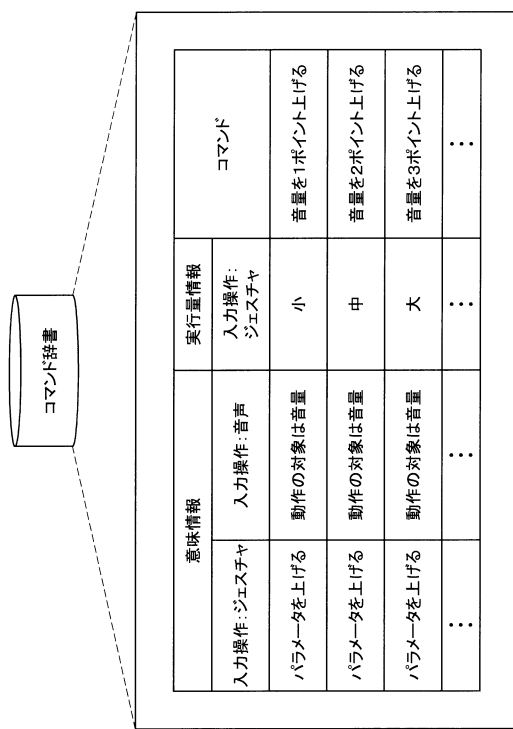 コマンド辞書
意味情報
実行量情報
コマンド
入力操作:ジェスチャ
入力操作:音声
入力操作:
ジェスチャ
パラメータを上げる
動作の対象は音量
小
音量を1ポイント上げる
パラメータを上げる
動作の対象は音量
中
音量を2ポイント上げる
パラメータを上げる
動作の対象は音量
大
音量を3ポイント上げる